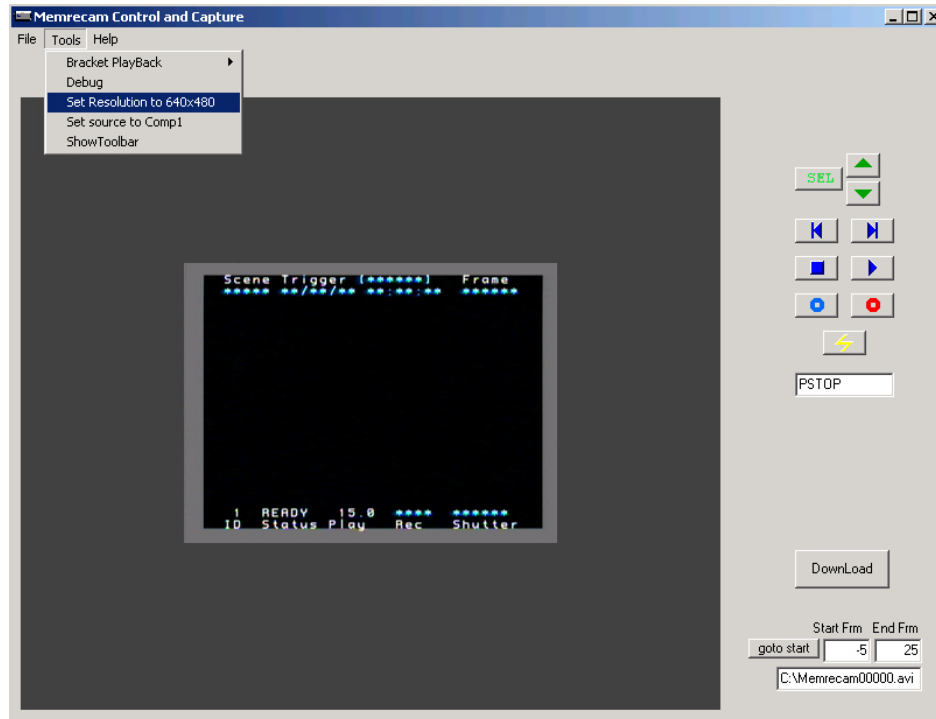 Memrecam Control and Capture
File Tools Help
Bracket PlayBack
Debug
Set Resolution to 640x480
Set source to Comp1
ShowToolbar
SEL
Scene Trigger [******] Frame
***** **/**/** **:**:** ******
PSTOP
1 READY 15.0 **** ******
ID Status Play Rec Shutter
DownLoad
Start Frm End Frm
goto start -5 25
C:\Memrecam00000.avi